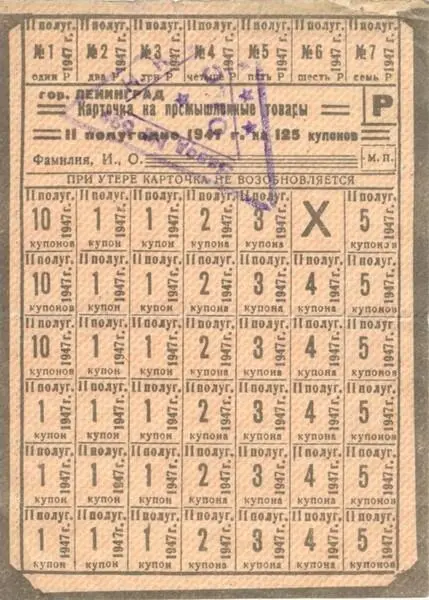 II полуг. II полуг. II полуг. II полуг. II полуг. II полуг. II полуг.
№1 1947 г. №2 1947 г. №3 1947 г. №4 1947 г. №5 1947 г. №6 1947 г. №7 1947 г.
один Р два Р три Р четыре Р пять Р шесть Р семь Р
гор. ЛЕНИНГРАД
Карточка на промышленные товары
Р
II полугодие 1947 г. на 125 купонов
Фамилия, И., О. М. П.
ПРИ УТЕРЕ КАРТОЧКА НЕ ВОЗОБНОВЛЯЕТСЯ
II полуг. II полуг. II полуг. II полуг. II полуг. II полуг.
10 1947 г. 1 1947 г. 1 1947 г. 2 1947 г. 3 1947 г. X 5 1947 г.
купонов купон купон купона купона купонов
II полуг. II полуг. II полуг. II полуг. II полуг. II полуг. II полуг.
10 1947 г. 1 1947 г. 1 1947 г. 2 1947 г. 3 1947 г. 4 1947 г. 5 1947 г.
купонов купон купон купона купона купона купонов
II полуг. II полуг. II полуг. II полуг. II полуг. II полуг. II полуг.
10 1947 г. 1 1947 г. 1 1947 г. 2 1947 г. 3 1947 г. 4 1947 г. 5 1947 г.
купонов купон купон купона купона купона купонов
II полуг. II полуг. II полуг. II полуг. II полуг. II полуг. II полуг.
1 1947 г. 1 1947 г. 1 1947 г. 2 1947 г. 3 1947 г. 4 1947 г. 5 1947 г.
купон купон купон купона купона купона купонов
II полуг. II полуг. II полуг. II полуг. II полуг. II полуг. II полуг.
1 1947 г. 1 1947 г. 1 1947 г. 2 1947 г. 3 1947 г. 4 1947 г. 5 1947 г.
купон купон купон купона купона купона купонов
II полуг. II полуг. II полуг. II полуг. II полуг. II полуг. II полуг.
1 1947 г. 1 1947 г. 1 1947 г. 2 1947 г. 3 1947 г. 4 1947 г. 5 1947 г.
купон купон купон купона купона купона купонов